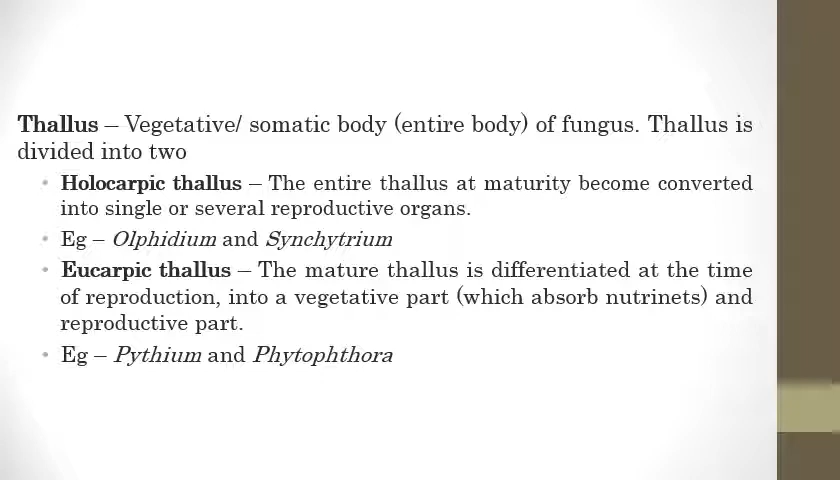 Thallus – Vegetative/ somatic body (entire body) of fungus. Thallus is
divided into two
• Holocarpic thallus – The entire thallus at maturity become converted
into single or several reproductive organs.
• Eg – Olphidium and Synchytrium
• Eucarpic thallus – The mature thallus is differentiated at the time
of reproduction, into a vegetative part (which absorb nutrinets) and
reproductive part.
• Eg – Pythium and Phytophthora